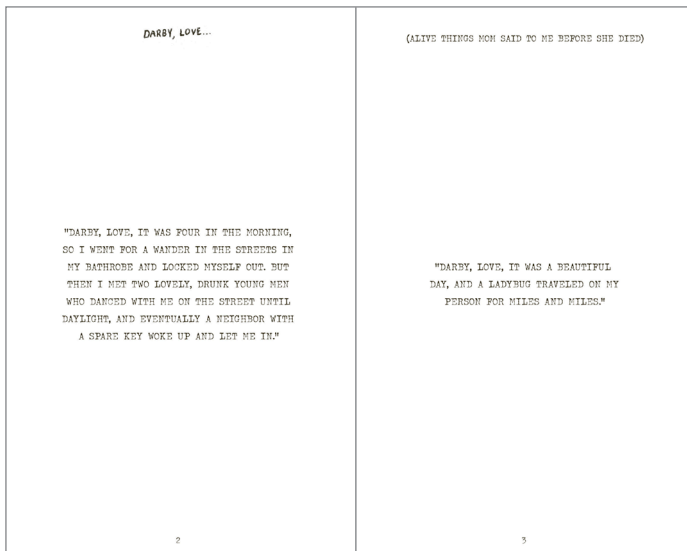 DARBY, LOVE...
"DARBY, LOVE, IT WAS FOUR IN THE MORNING,
SO I WENT FOR A WANDER IN THE STREETS IN
MY BATHROBE AND LOCKED MYSELF OUT. BUT
THEN I MET TWO LOVELY, DRUNK YOUNG MEN
WHO DANCED WITH ME ON THE STREET UNTIL
DAYLIGHT, AND EVENTUALLY A NEIGHBOR WITH
A SPARE KEY WOKE UP AND LET ME IN."
2
(ALIVE THINGS MOM SAID TO ME BEFORE SHE DIED)
"DARBY, LOVE, IT WAS A BEAUTIFUL
DAY, AND A LADYBUG TRAVELED ON MY
PERSON FOR MILES AND MILES."
3